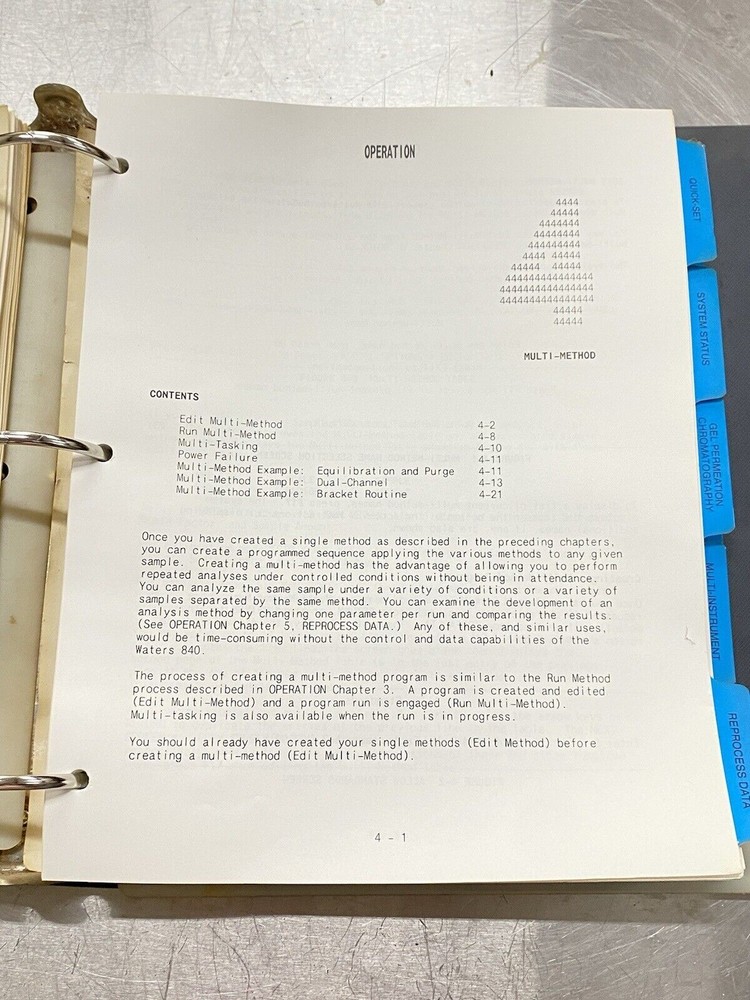 OPERATION
4444
44444
4444444
44444444
444444444
4444 44444
44444  44444
4444444444444444
44444444444444444
44444444444444444
44444
44444
MULTI-METHOD
CONTENTS
Edit Multi-Method 4-2
Run Multi-Method 4-8
Multi-Tasking 4-10
Power Failure 4-11
Multi-Method Example: Equilibration and Purge 4-11
Multi-Method Example: Dual-Channel 4-13
Multi-Method Example: Bracket Routine 4-21
Once you have created a single method as described in the preceding chapters,
you can create a programmed sequence applying the various methods to any given
sample. Creating a multi-method has the advantage of allowing you to perform
repeated analyses under controlled conditions without being in attendance.
You can analyze the same sample under a variety of conditions or a variety of
samples separated by the same method. You can examine the development of an
analysis method by changing one parameter per run and comparing the results.
(See OPERATION Chapter 5, REPROCESS DATA.) Any of these, and similar uses,
would be time-consuming without the control and data capabilities of the
Waters 840.
The process of creating a multi-method program is similar to the Run Method
process described in OPERATION Chapter 3. A program is created and edited
(Edit Multi-Method) and a program run is engaged (Run Multi-Method).
Multi-tasking is also available when the run is in progress.
You should already have created your single methods (Edit Method) before
creating a multi-method (Edit Multi-Method).
4 - 1
QUICK-SET
SYSTEM STATUS
GEL PERMEATION
CHROMATOGRAPHY
MULTI-INSTRUMENT
REPROCESS DATA